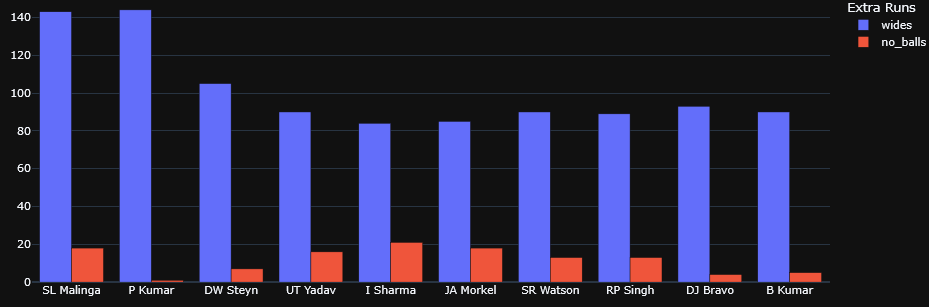 Extra Runs
wides
no_balls
140
120
100
80
60
40
20
0
SL Malinga P Kumar DW Steyn UT Yadav I Sharma JA Morkel SR Watson RP Singh DJ Bravo B Kumar